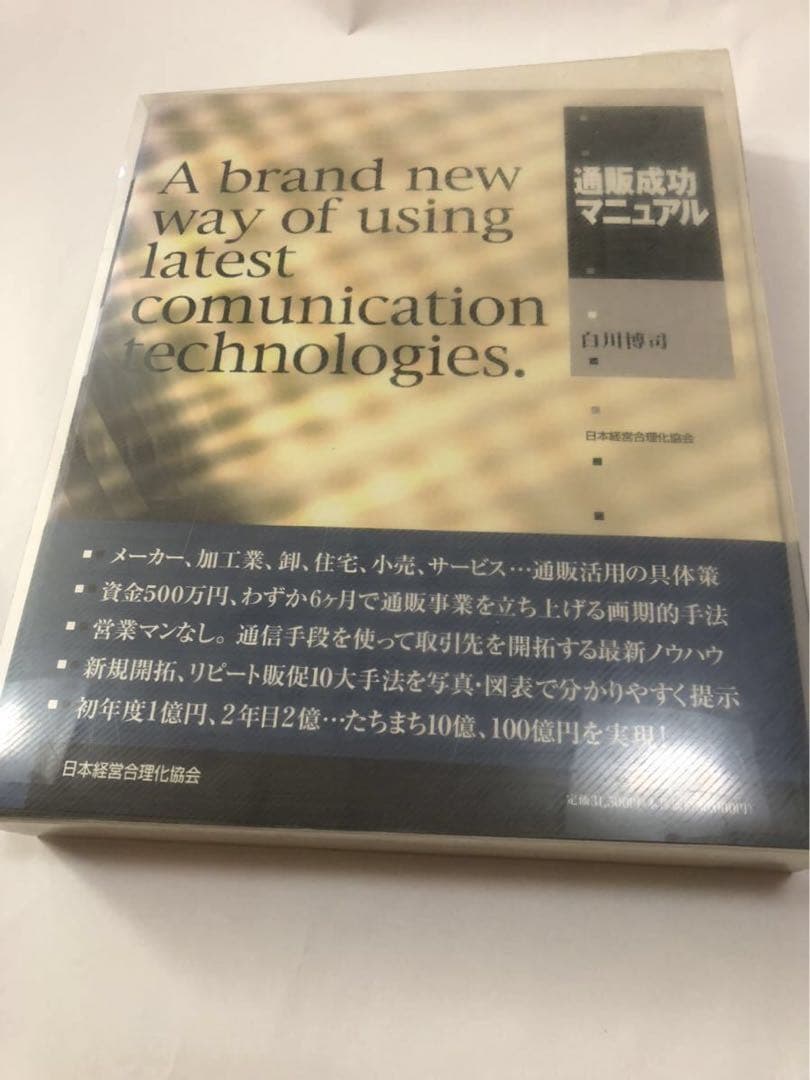 A brand new
way of using
latest
comunication
technologies.
通販成功
マニュアル
白川博司
日本経営合理化協会
メーカー、加工業、卸、住宅、小売、サービス…通販活用の具体策
資金500万円、わずか6ヶ月で通販事業を立ち上げる画期的手法
営業マンなし。通信手段を使って取引先を開拓する最新ノウハウ
新規開拓、リピート販促10大手法を写真・図表で分かりやすく提示
初年度1億円、2年目2億…たちまち10億、100億円を実現!
日本経営合理化協会
定価31,500円